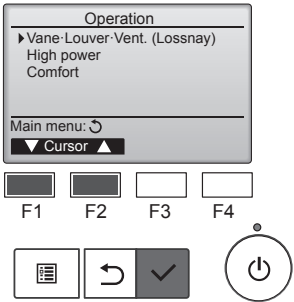 Operation
▶Vane·Louver·Vent. (Lossnay)
High power
Comfort
Main menu: ↺
▼ Cursor ▲
F1 F2 F3 F4